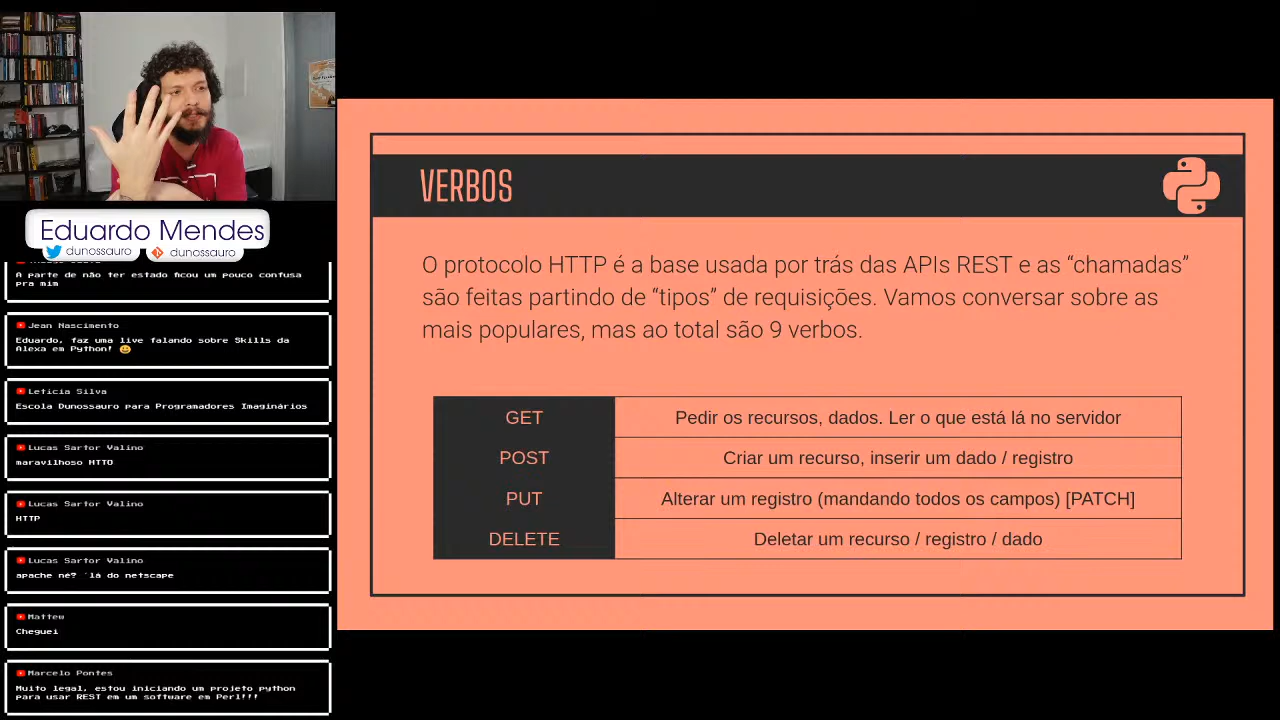 Eduardo Mendes
dunossauro
dunossauro
A parte de não ter estado ficou um pouco confusa
pra mim
Jean Nascimento
Eduardo, faz uma live falando sobre Skills da
Alexa em Python! 😃
Leticia Silva
Escola Dunossauro para Programadores Imaginários
Lucas Sartor Valino
maravilhoso HTTO
Lucas Sartor Valino
HTTP
Lucas Sartor Valino
apache né? ´lá do netscape
Mattew
Cheguei
Marcelo Pontes
Muito legal, estou iniciando um projeto python
para usar REST em um software em Perl!!!
VERBOS
O protocolo HTTP é a base usada por trás das APIs REST e as “chamadas”
são feitas partindo de “tipos” de requisições. Vamos conversar sobre as
mais populares, mas ao total são 9 verbos.
GET Pedir os recursos, dados. Ler o que está lá no servidor
POST Criar um recurso, inserir um dado / registro
PUT Alterar um registro (mandando todos os campos) [PATCH]
DELETE Deletar um recurso / registro / dado